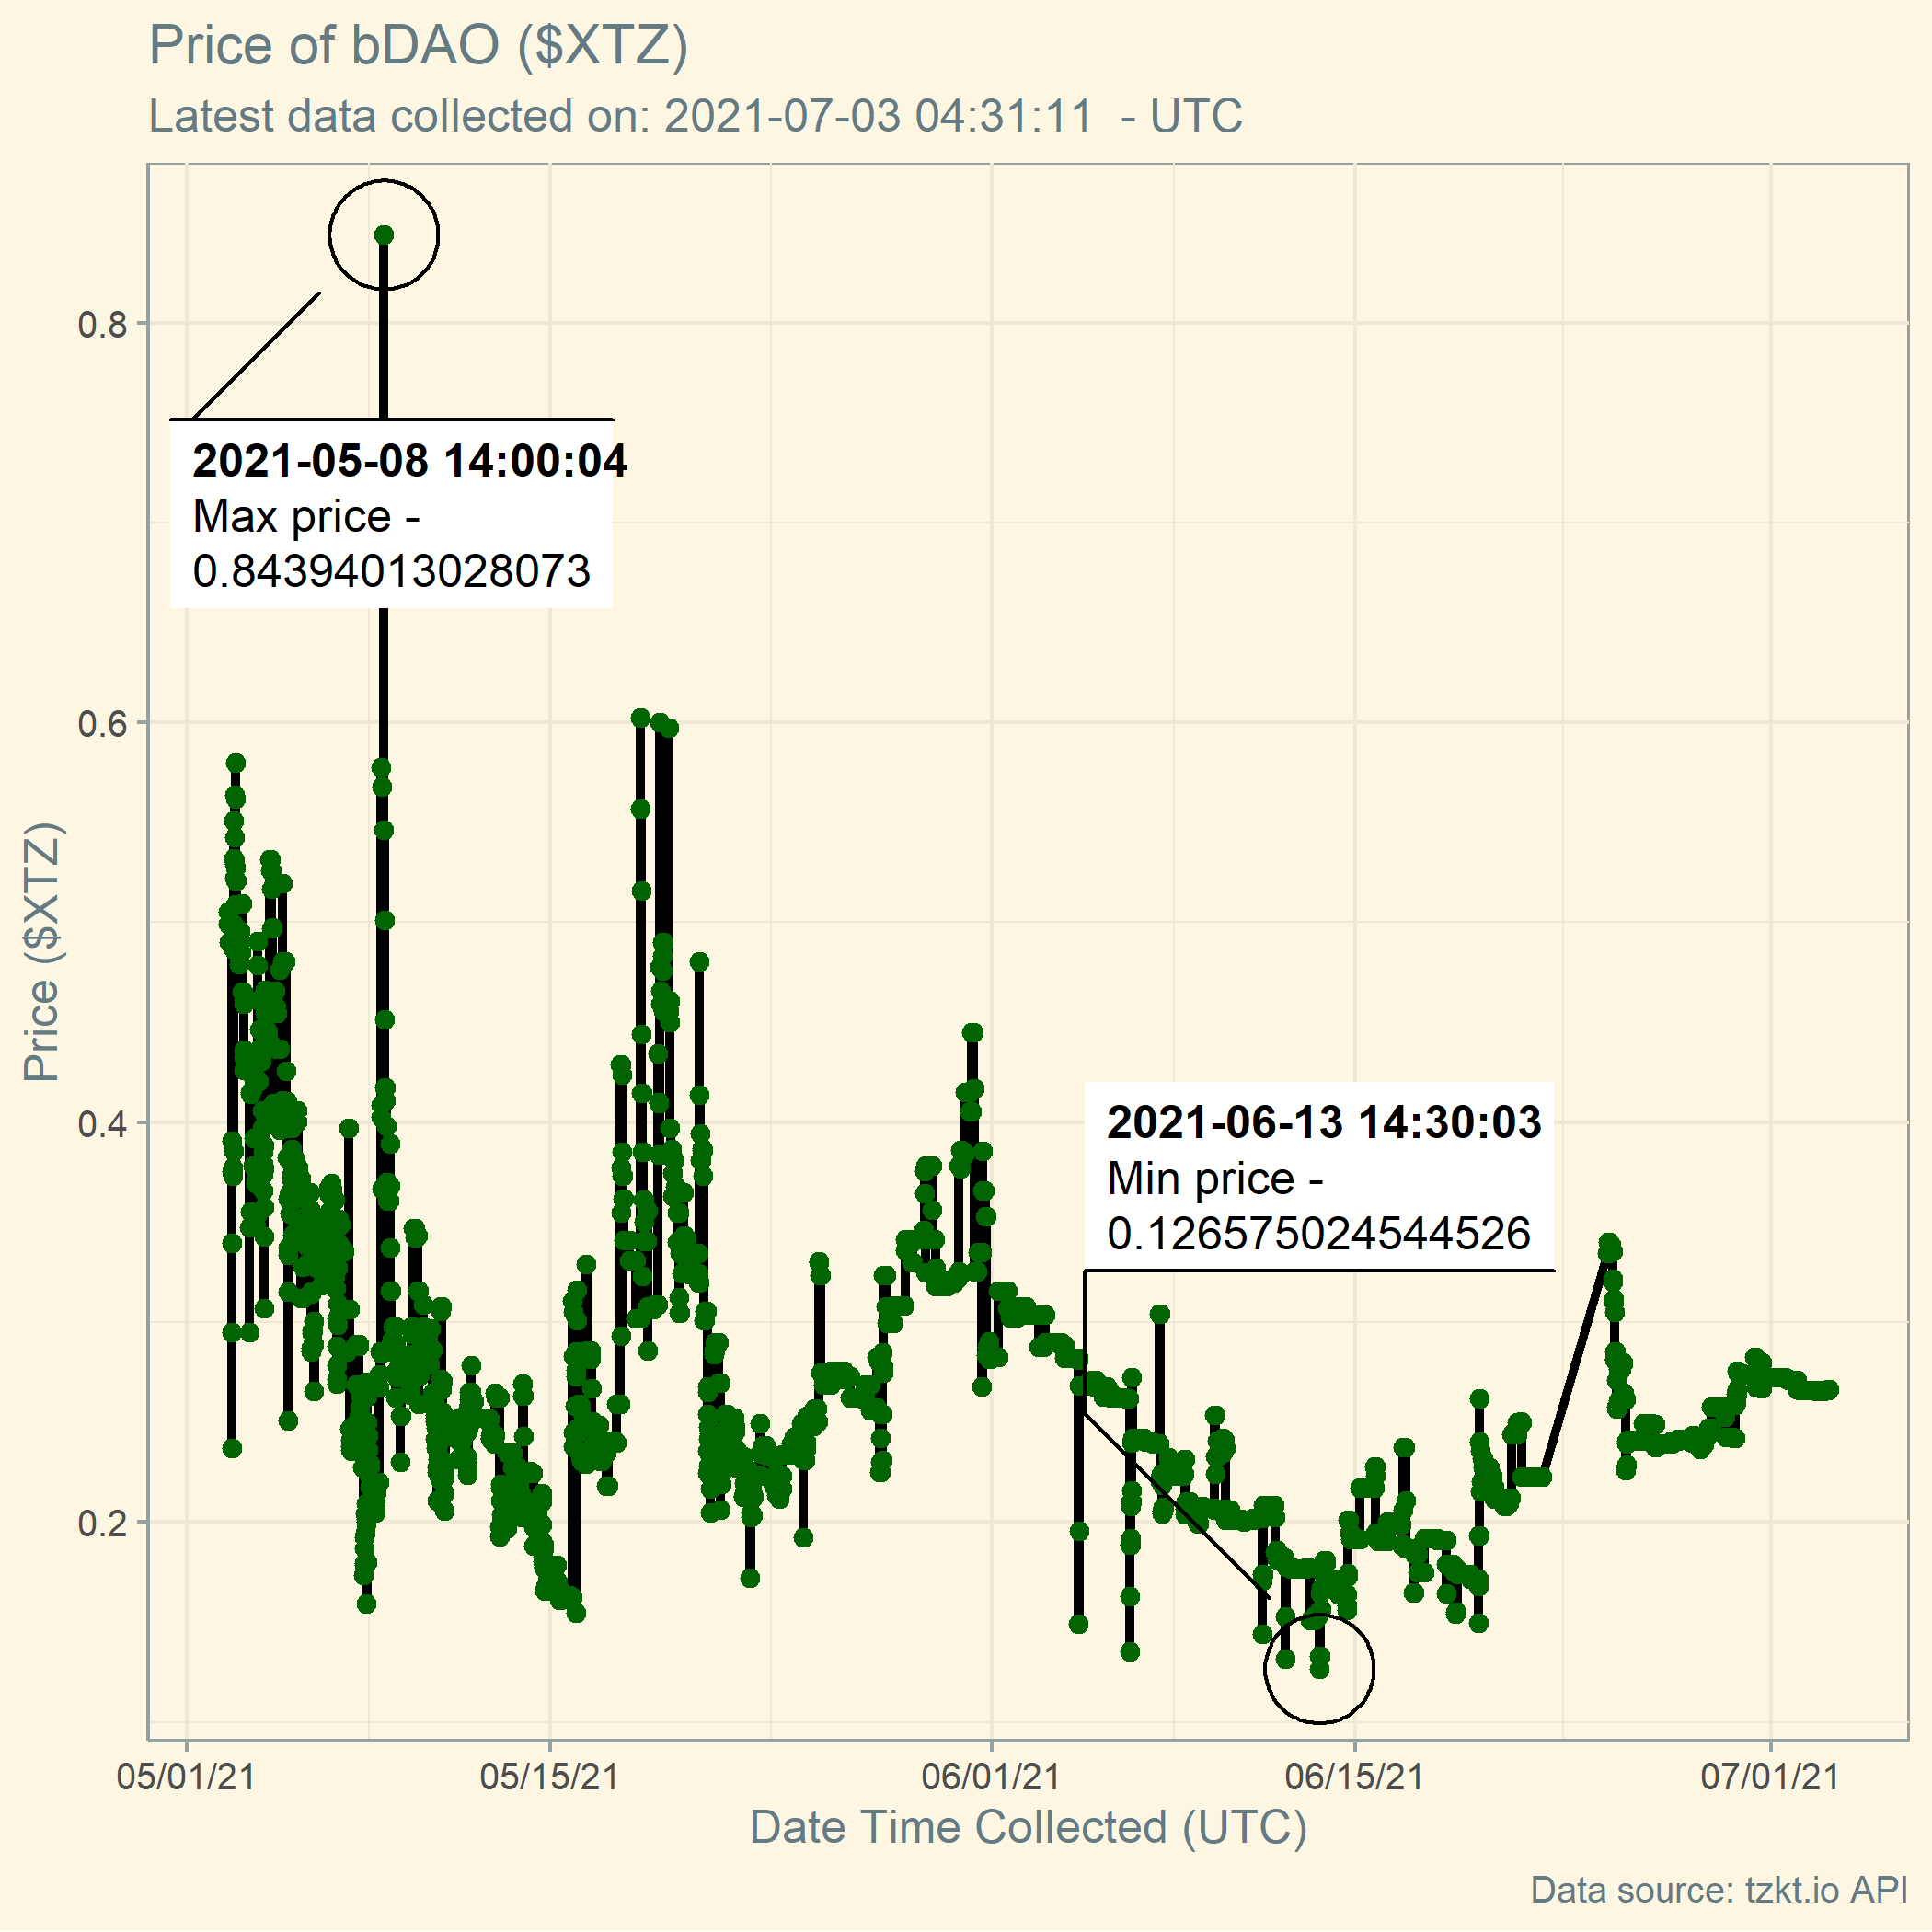 Price of bDAO ($XTZ)
Latest data collected on: 2021-07-03 04:31:11  - UTC
Price ($XTZ)
0.8
0.6
0.4
0.2
2021-05-08 14:00:04
Max price -
0.84394013028073
2021-06-13 14:30:03
Min price -
0.126575024544526
05/01/21
05/15/21
06/01/21
06/15/21
07/01/21
Date Time Collected (UTC)
Data source: tzkt.io API